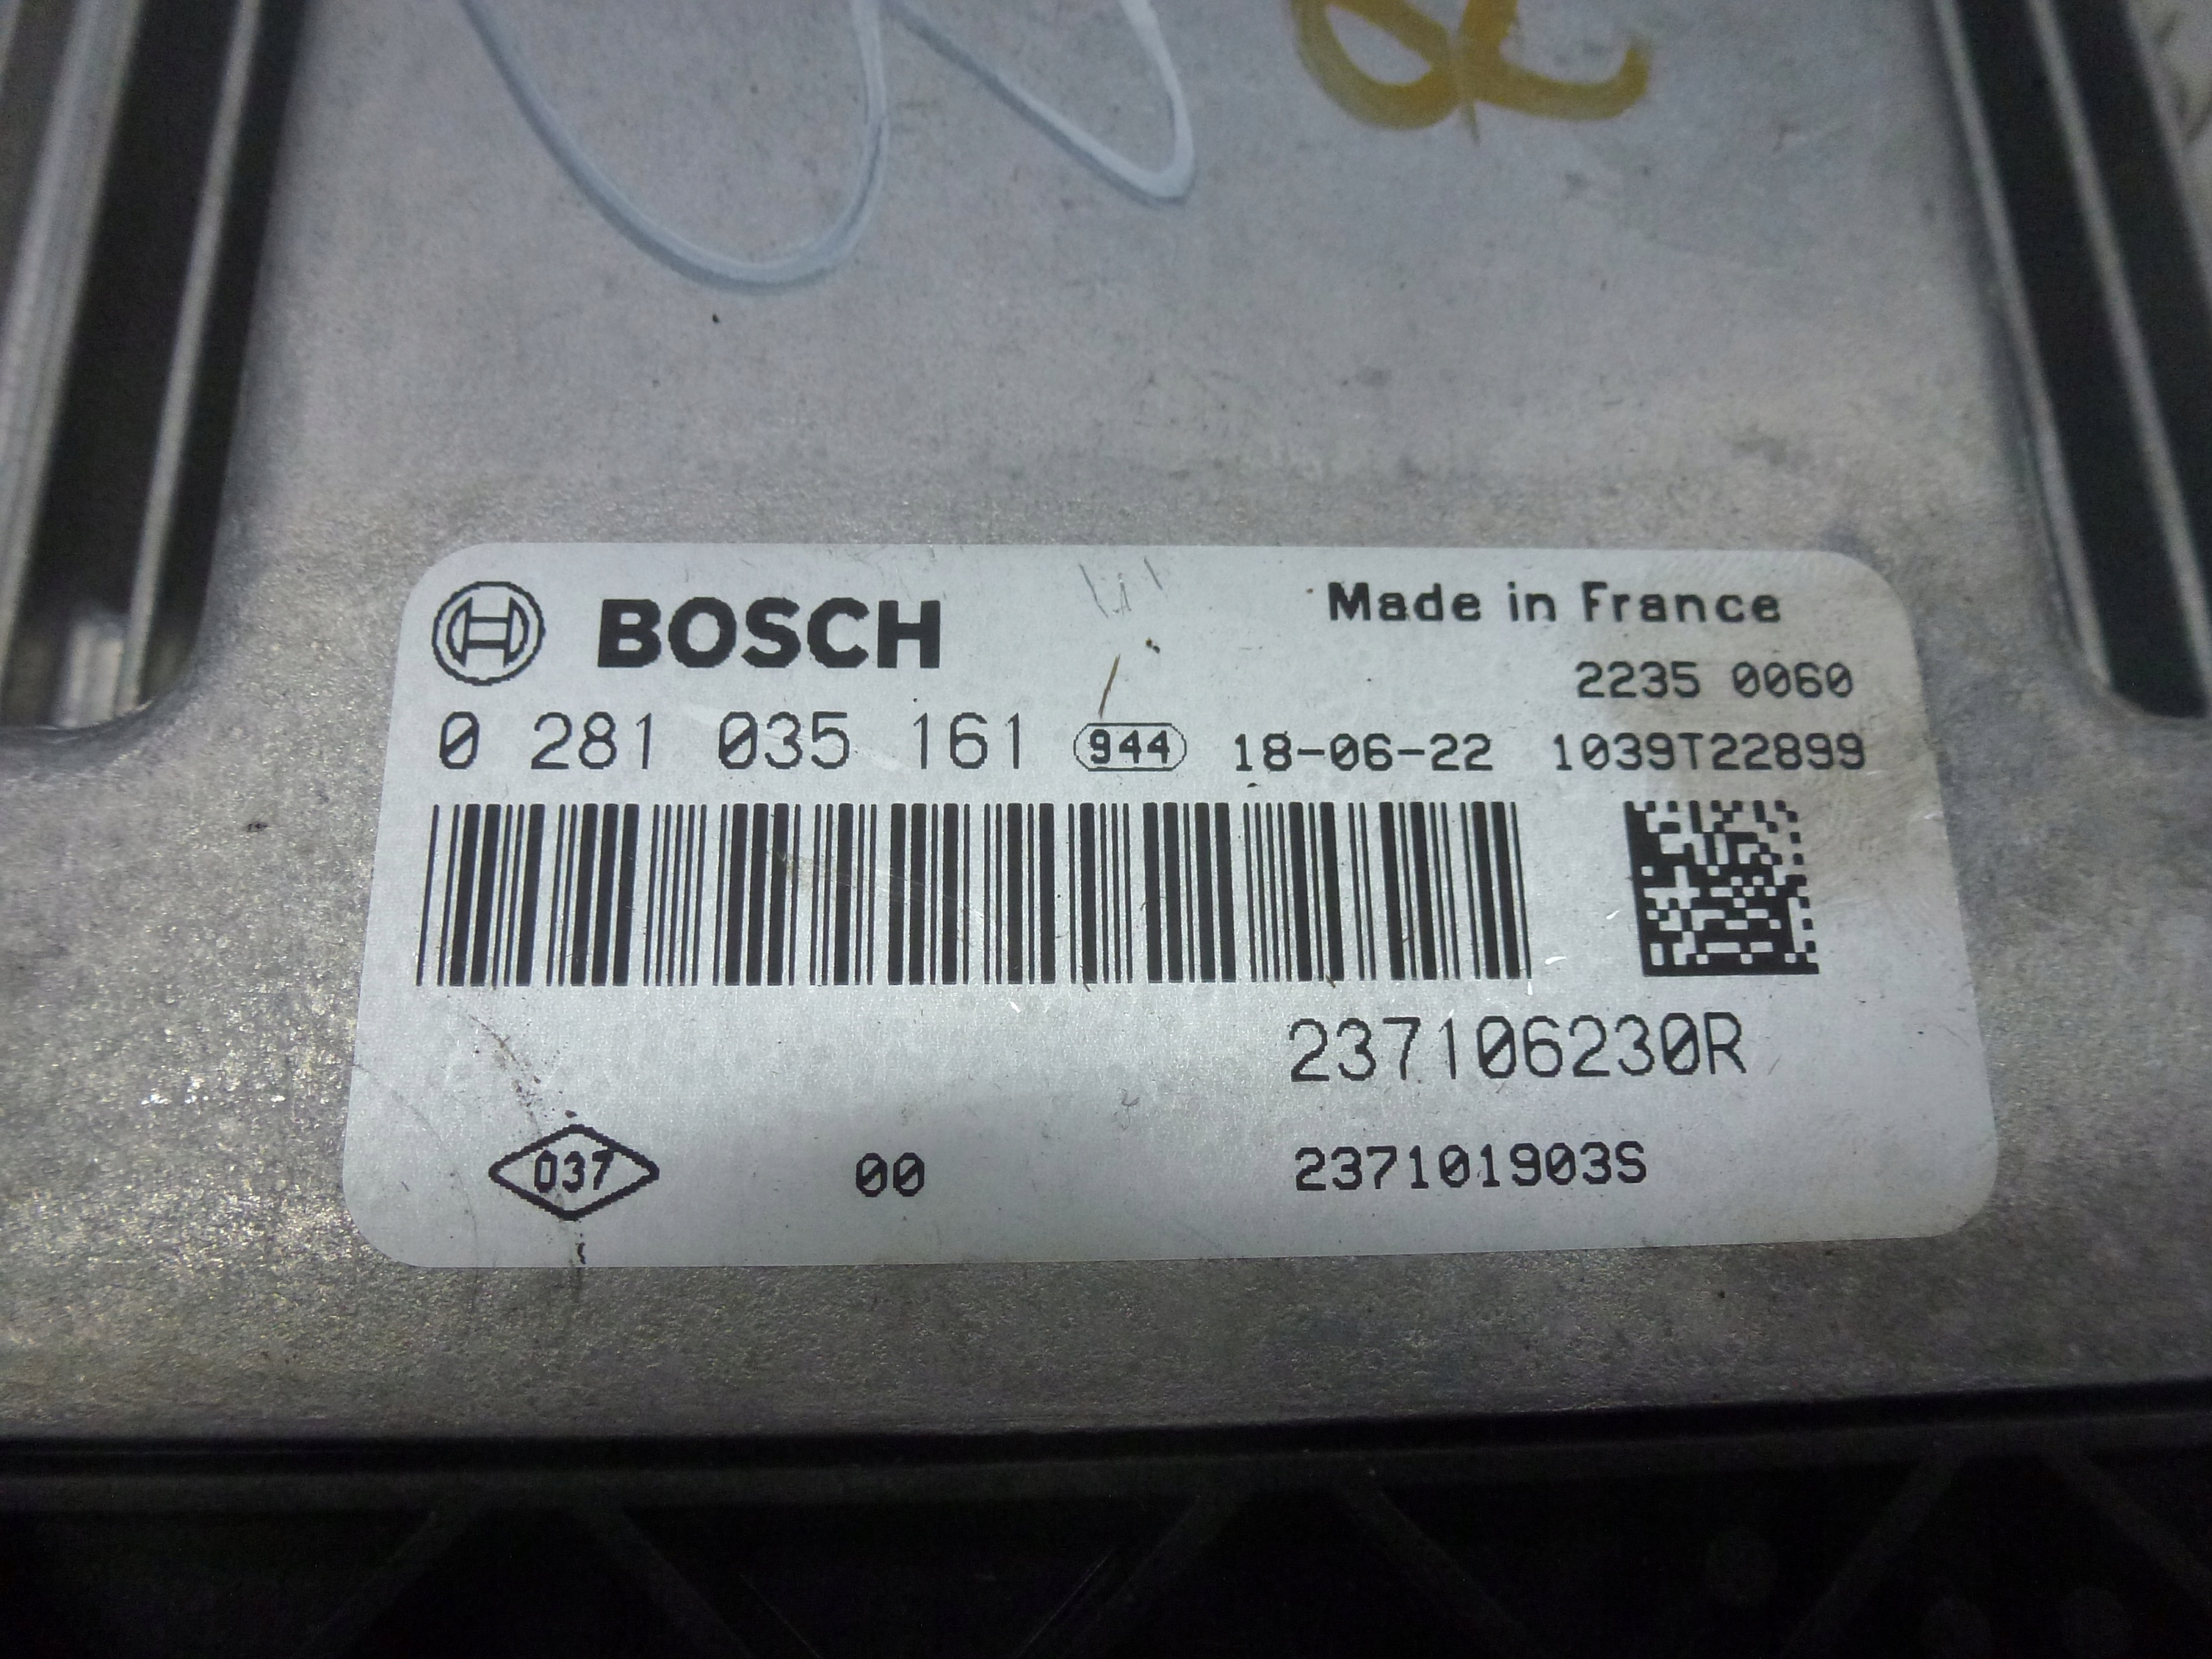 BOSCH
Made in France
2235 0060
0 281 035 161 944 18-06-22 1039T22899
237106230R
037 00 237101903S